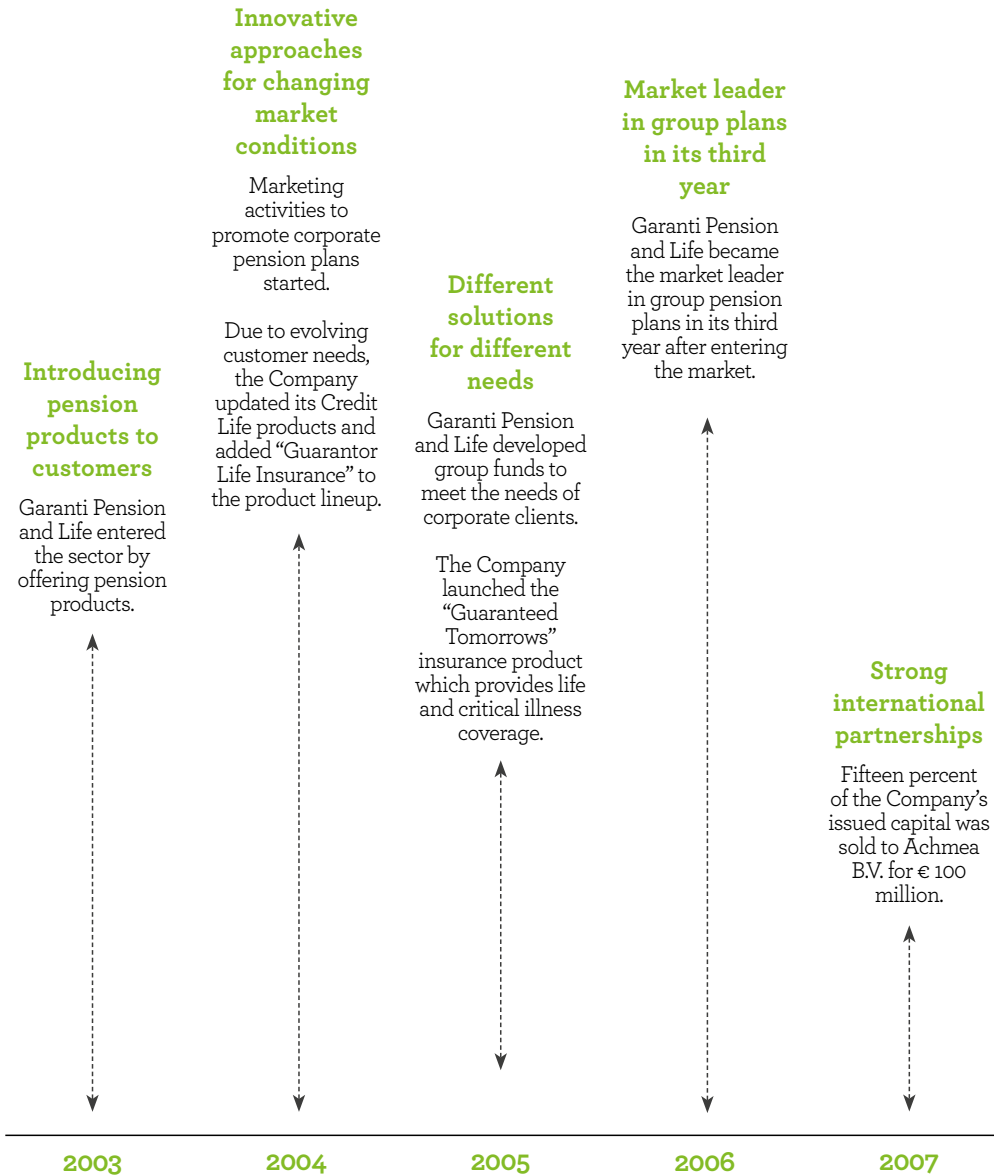 Introducing
pension
products to
customers
Garanti Pension
and Life entered
the sector by
offering pension
products.
2003
Innovative
approaches
for changing
market
conditions
Marketing
activities to
promote corporate
pension plans
started.
Due to evolving
customer needs,
the Company
updated its Credit
Life products and
added “Guarantor
Life Insurance” to
the product lineup.
2004
Different
solutions
for different
needs
Garanti Pension
and Life developed
group funds to
meet the needs of
corporate clients.
The Company
launched the
“Guaranteed
Tomorrows”
insurance product
which provides life
and critical illness
coverage.
2005
Market leader
in group plans
in its third
year
Garanti Pension
and Life became
the market leader
in group pension
plans in its third
year after entering
the market.
2006
Strong
international
partnerships
Fifteen percent
of the Company’s
issued capital was
sold to Achmea
B.V. for € 100
million.
2007